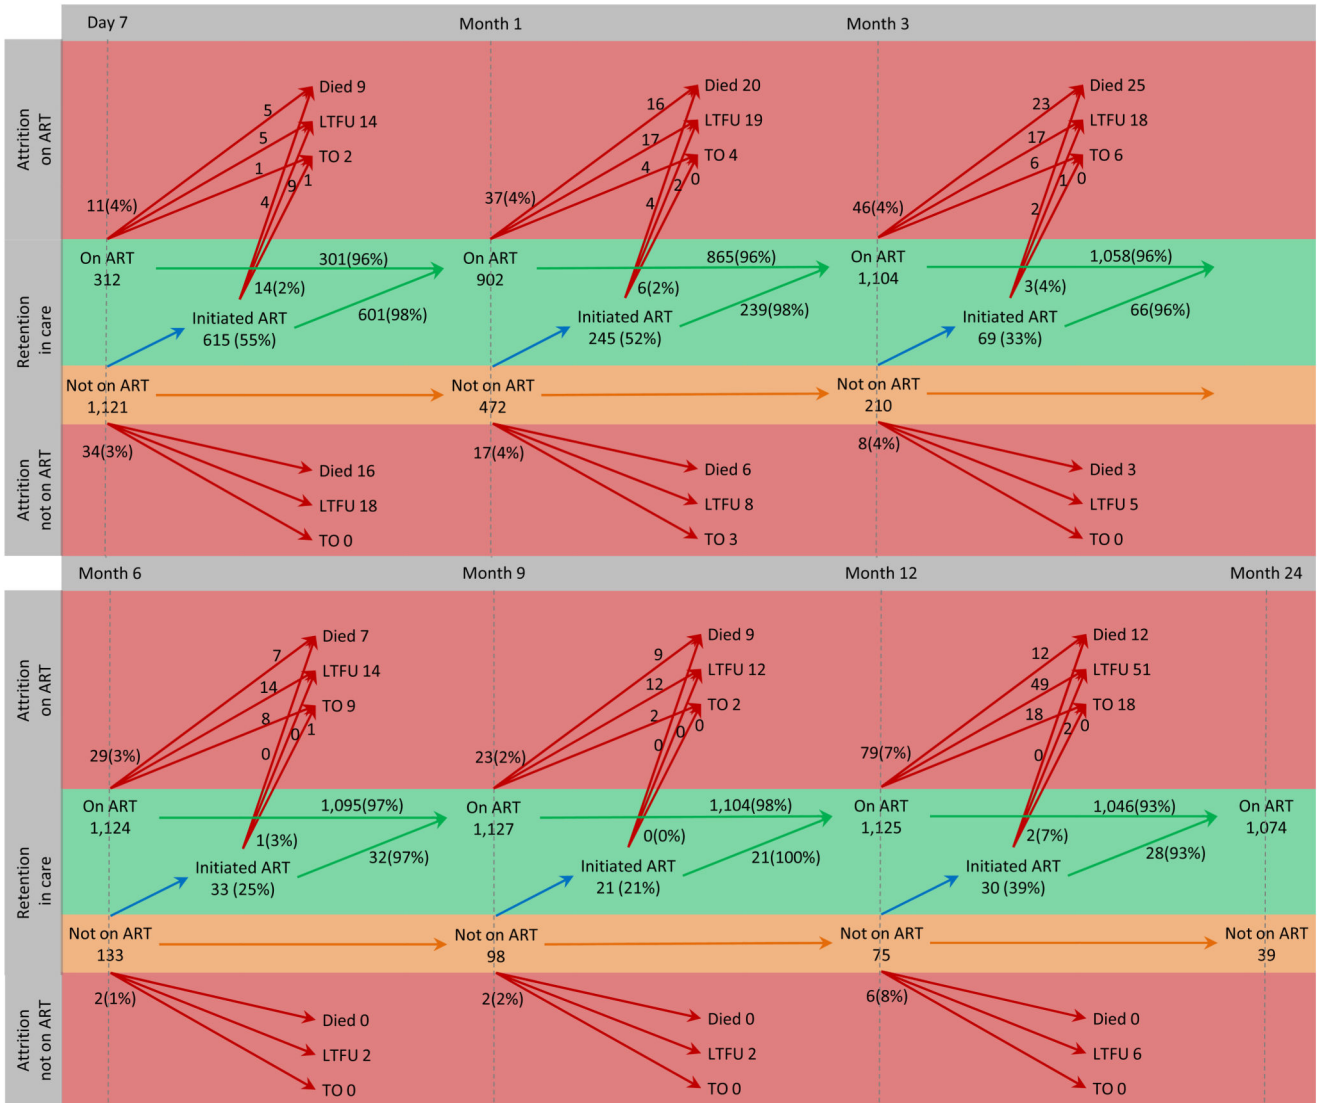 Day 7
Month 1
Month 3
Attrition
on ART
Died 9
LTFU 14
TO 2
5
5
1
9
1
4
11(4%)
Died 20
LTFU 19
TO 4
16
17
4
2
0
4
37(4%)
Died 25
LTFU 18
TO 6
23
17
6
1
0
2
46(4%)
Retention
in care
On ART
312
301(96%)
14(2%)
601(98%)
Initiated ART
615 (55%)
On ART
902
865(96%)
6(2%)
239(98%)
Initiated ART
245 (52%)
On ART
1,104
1,058(96%)
3(4%)
66(96%)
Initiated ART
69 (33%)
Not on ART
1,121
Not on ART
472
Not on ART
210
Attrition
not on ART
34(3%)
Died 16
LTFU 18
TO 0
17(4%)
Died 6
LTFU 8
TO 3
8(4%)
Died 3
LTFU 5
TO 0
Month 6
Month 9
Month 12
Month 24
Attrition
on ART
Died 7
LTFU 14
TO 9
7
14
8
0
1
0
29(3%)
Died 9
LTFU 12
TO 2
9
12
2
0
0
0
23(2%)
Died 12
LTFU 51
TO 18
12
49
18
2
0
0
79(7%)
Retention
in care
On ART
1,124
1,095(97%)
1(3%)
32(97%)
Initiated ART
33 (25%)
On ART
1,127
1,104(98%)
0(0%)
21(100%)
Initiated ART
21 (21%)
On ART
1,125
1,046(93%)
2(7%)
28(93%)
Initiated ART
30 (39%)
On ART
1,074
Not on ART
133
Not on ART
98
Not on ART
75
Not on ART
39
Attrition
not on ART
2(1%)
Died 0
LTFU 2
TO 0
2(2%)
Died 0
LTFU 2
TO 0
6(8%)
Died 0
LTFU 6
TO 0